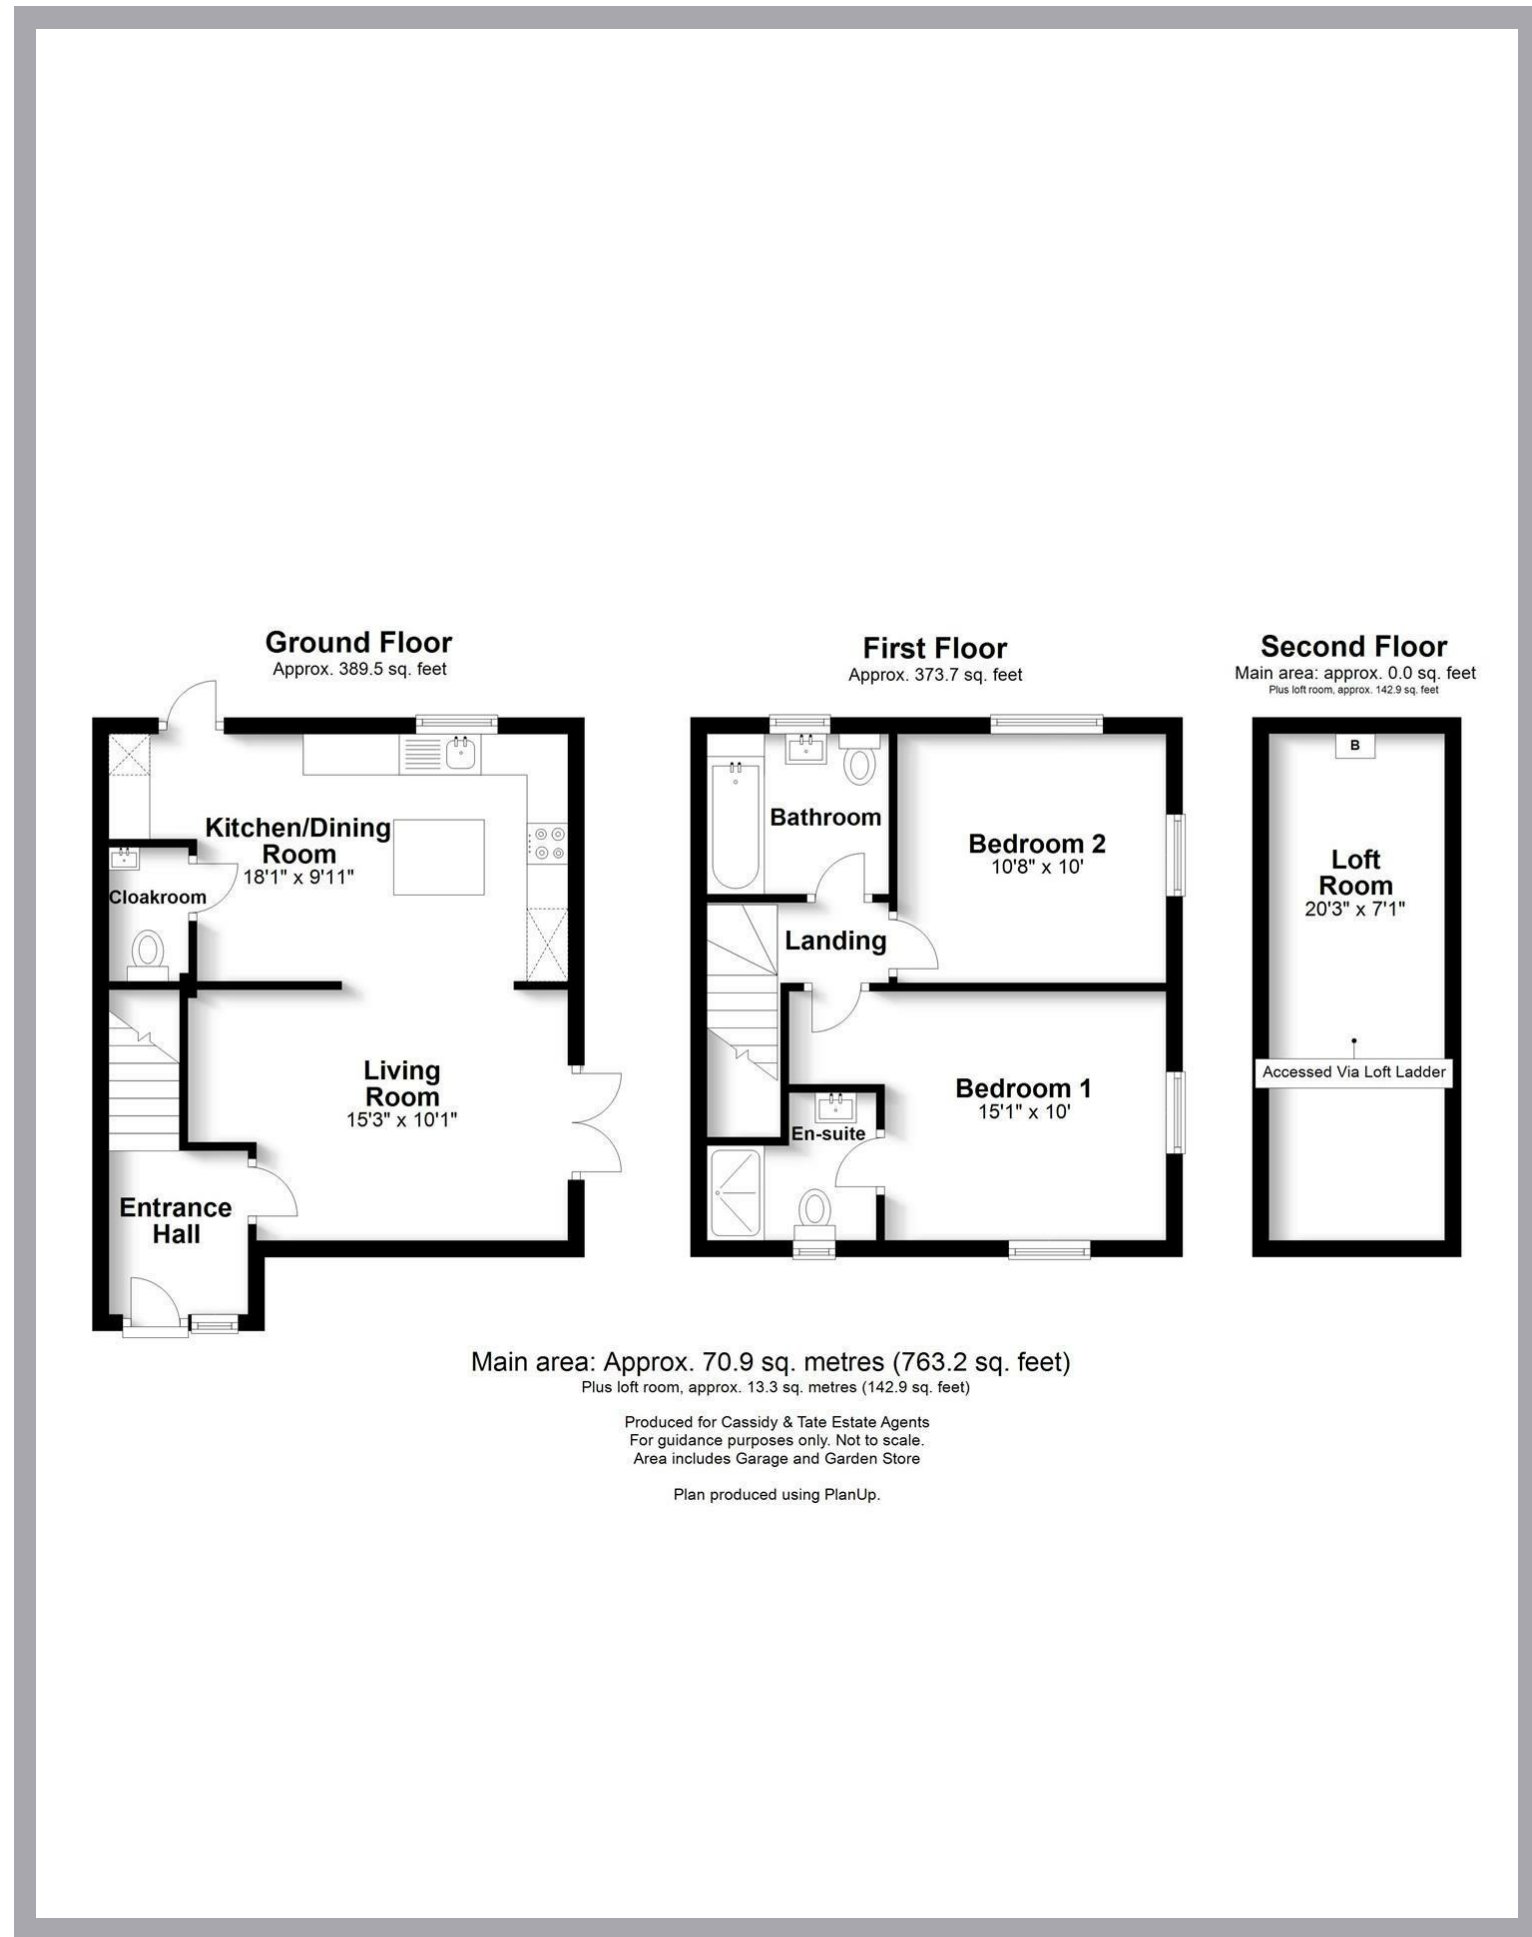 Ground Floor
Approx. 389.5 sq. feet
Kitchen/Dining
Room
18'1" x 9'11"
Cloakroom
Living
Room
15'3" x 10'1"
Entrance
Hall
First Floor
Approx. 373.7 sq. feet
Bathroom
Bedroom 2
10'8" x 10'
Landing
Bedroom 1
15'1" x 10'
En-suite
Second Floor
Main area: approx. 0.0 sq. feet
Plus loft room, approx. 142.9 sq. feet
B
Loft
Room
20'3" x 7'1"
Accessed Via Loft Ladder
Main area: Approx. 70.9 sq. metres (763.2 sq. feet)
Plus loft room, approx. 13.3 sq. metres (142.9 sq. feet)
Produced for Cassidy & Tate Estate Agents
For guidance purposes only. Not to scale.
Area includes Garage and Garden Store
Plan produced using PlanUp.